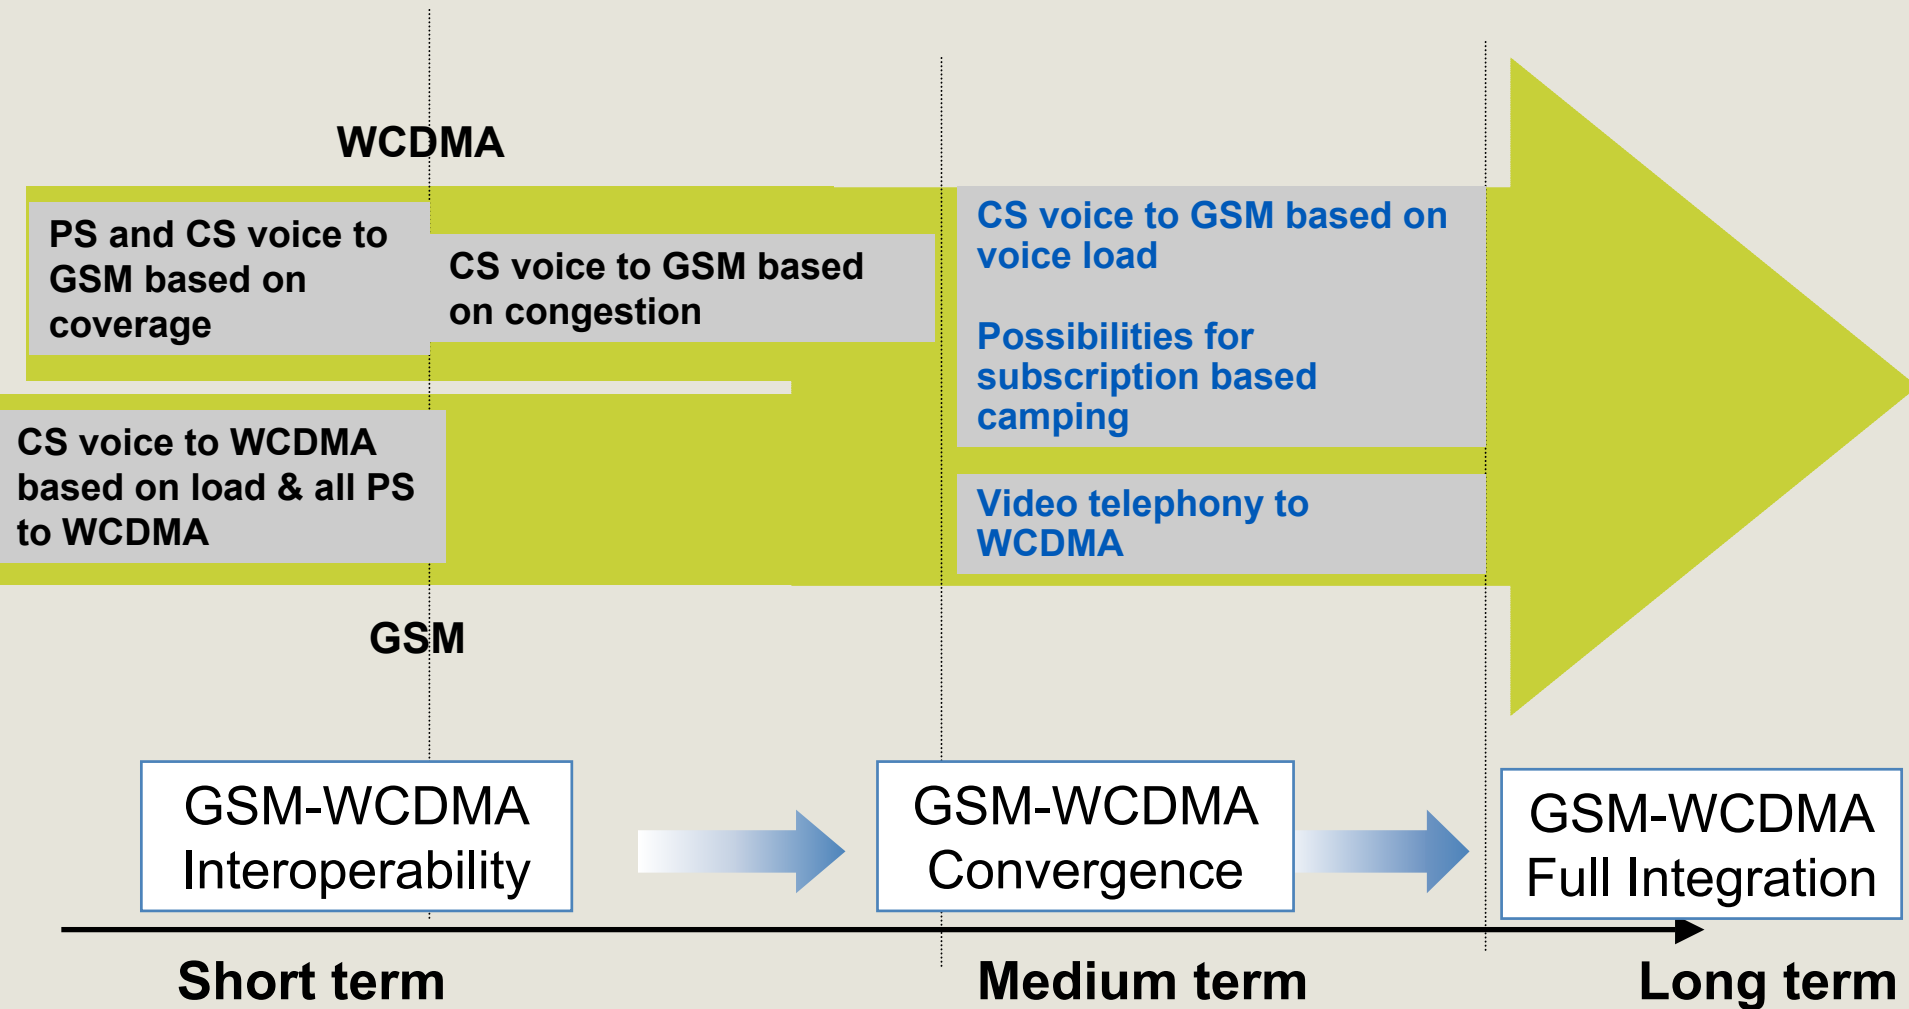 WCDMA
PS and CS voice to
GSM based on
coverage
CS voice to GSM based
on congestion
CS voice to GSM based on
voice load
Possibilities for
subscription based
camping
CS voice to WCDMA
based on load & all PS
to WCDMA
Video telephony to
WCDMA
GSM
GSM-WCDMA
Interoperability
GSM-WCDMA
Convergence
GSM-WCDMA
Full Integration
Short term
Medium term
Long term